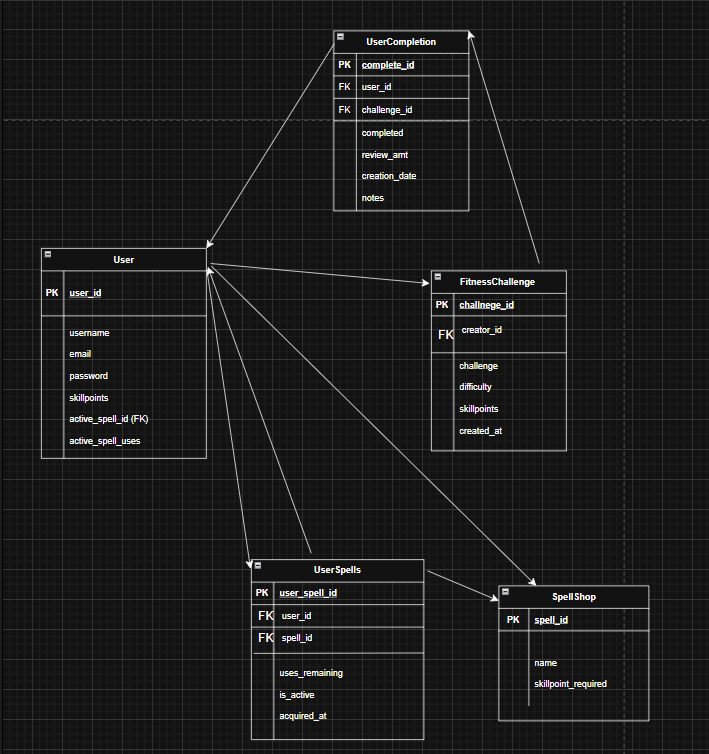 UserCompletion
PK complete_id
FK user_id
FK challenge_id
completed
review_amt
creation_date
notes
User
PK user_id
username
email
password
skillpoints
active_spell_id (FK)
active_spell_uses
FitnessChallenge
PK challnege_id
FK creator_id
challenge
difficulty
skillpoints
created_at
UserSpells
PK user_spell_id
FK user_id
FK spell_id
uses_remaining
is_active
acquired_at
SpellShop
PK spell_id
name
skillpoint_required